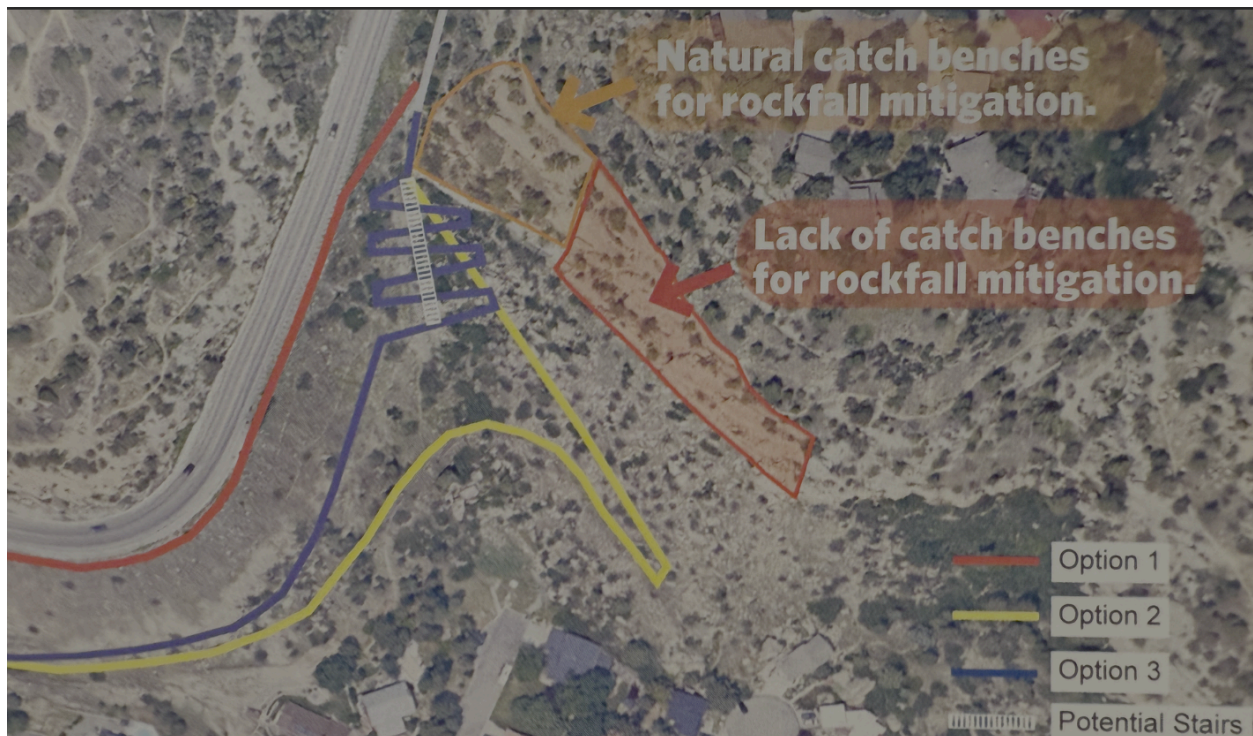 Natural catch benches
for rockfall mitigation.
Lack of catch benches
for rockfall mitigation.
Option 1
Option 2
Option 3
Potential Stairs